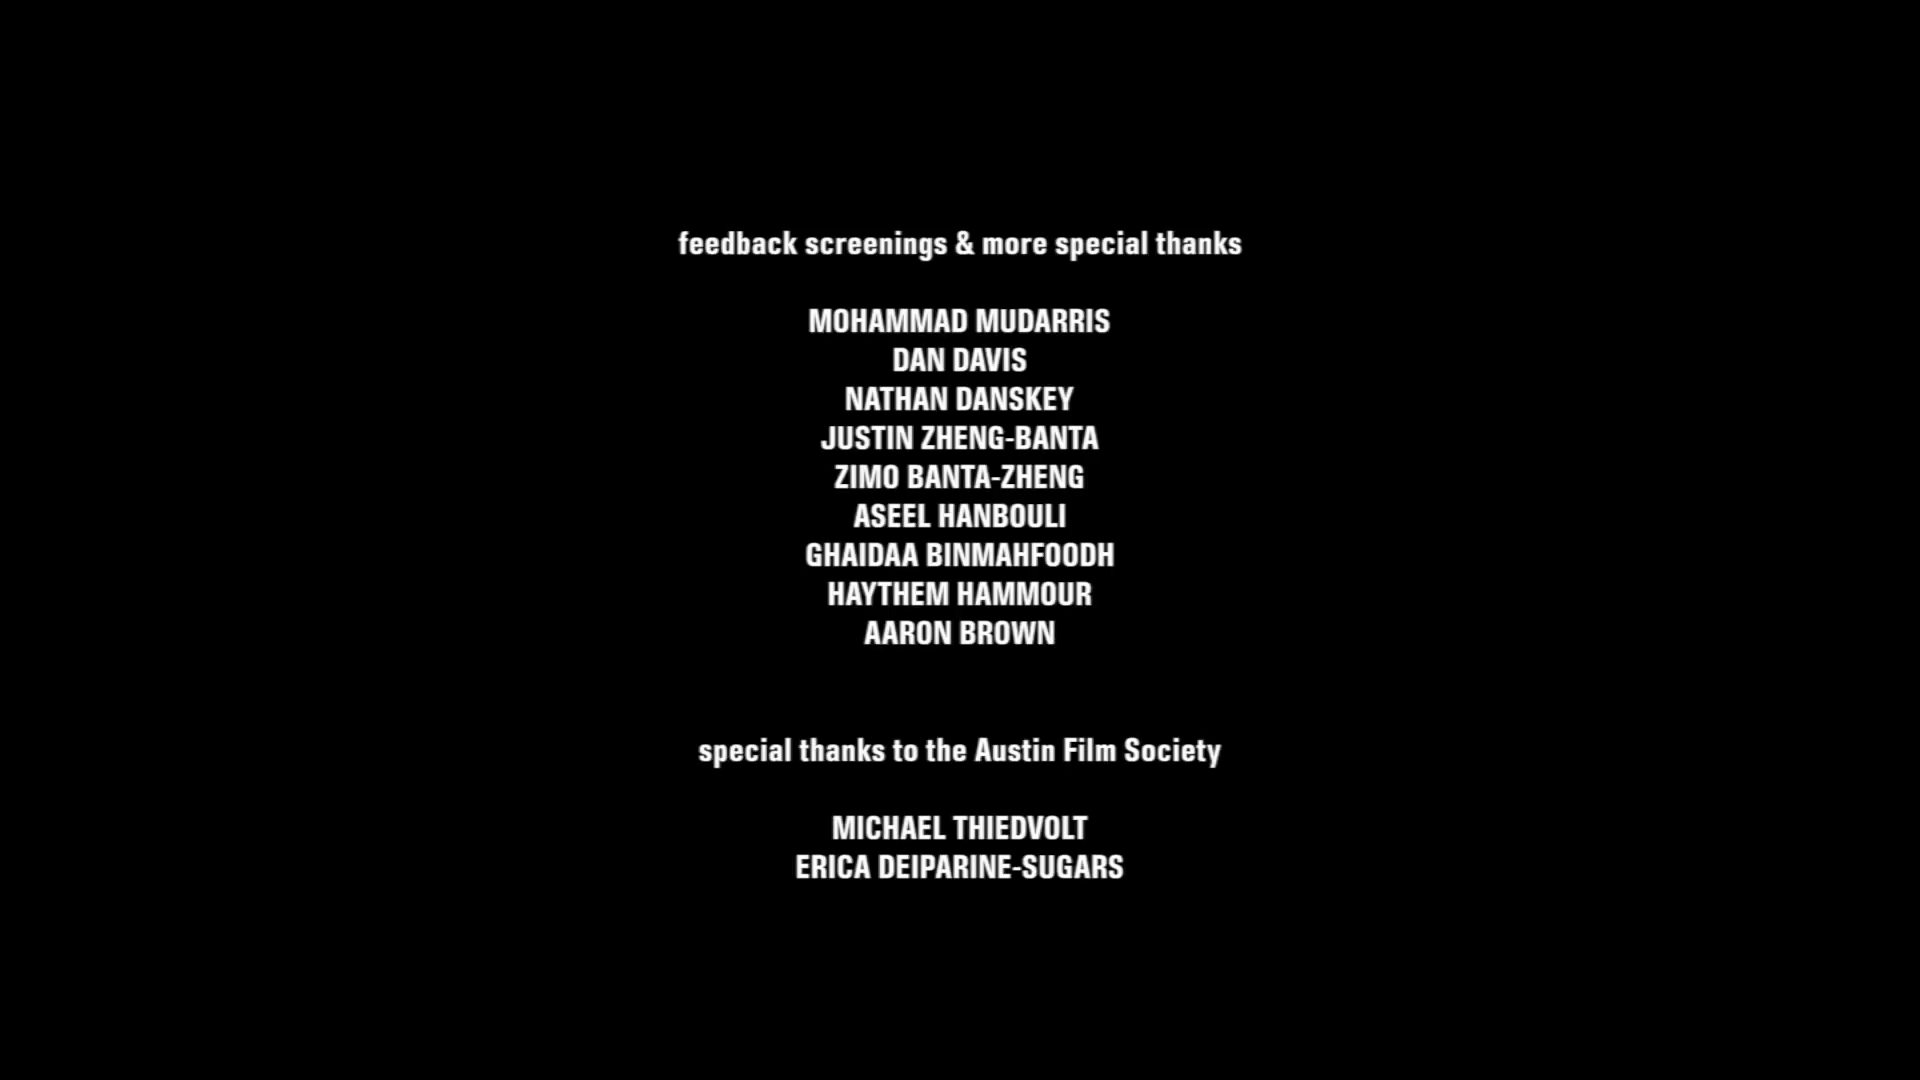 feedback screenings & more special thanks
MOHAMMAD MUDARRIS
DAN DAVIS
NATHAN DANSKEY
JUSTIN ZHENG-BANTA
ZIMO BANTA-ZHENG
ASEEL HANBOULI
GHAIDAA BINMAHFOODH
HAYTHEM HAMMOUR
AARON BROWN
special thanks to the Austin Film Society
MICHAEL THIEDVOLT
ERICA DEIPARINE-SUGARS